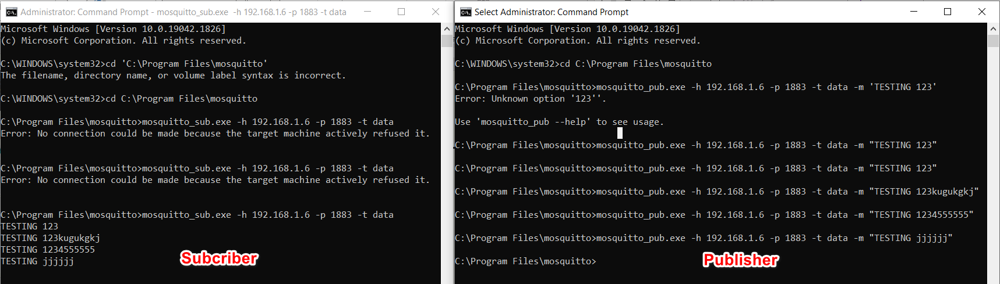 Administrator: Command Prompt - mosquitto_sub.exe -h 192.168.1.6 -p 1883 -t data
Microsoft Windows [Version 10.0.19042.1826]
(c) Microsoft Corporation. All rights reserved.
C:\WINDOWS\system32>cd 'C:\Program Files\mosquitto'
The filename, directory name, or volume label syntax is incorrect.
C:\WINDOWS\system32>cd C:\Program Files\mosquitto
C:\Program Files\mosquitto>mosquitto_sub.exe -h 192.168.1.6 -p 1883 -t data
Error: No connection could be made because the target machine actively refused it.
C:\Program Files\mosquitto>mosquitto_sub.exe -h 192.168.1.6 -p 1883 -t data
Error: No connection could be made because the target machine actively refused it.
C:\Program Files\mosquitto>mosquitto_sub.exe -h 192.168.1.6 -p 1883 -t data
TESTING 123
TESTING 123kugukgkj
TESTING 1234555555
TESTING jjjjjj
Subcriber
Select Administrator: Command Prompt
Microsoft Windows [Version 10.0.19042.1826]
(c) Microsoft Corporation. All rights reserved.
C:\WINDOWS\system32>cd C:\Program Files\mosquitto
C:\Program Files\mosquitto>mosquitto_pub.exe -h 192.168.1.6 -p 1883 -t data -m 'TESTING 123'
Error: Unknown option '123''.
Use 'mosquitto_pub --help' to see usage.
C:\Program Files\mosquitto>mosquitto_pub.exe -h 192.168.1.6 -p 1883 -t data -m "TESTING 123"
C:\Program Files\mosquitto>mosquitto_pub.exe -h 192.168.1.6 -p 1883 -t data -m "TESTING 123"
C:\Program Files\mosquitto>mosquitto_pub.exe -h 192.168.1.6 -p 1883 -t data -m "TESTING 123kugukgkj"
C:\Program Files\mosquitto>mosquitto_pub.exe -h 192.168.1.6 -p 1883 -t data -m "TESTING 1234555555"
C:\Program Files\mosquitto>mosquitto_pub.exe -h 192.168.1.6 -p 1883 -t data -m "TESTING jjjjjj"
C:\Program Files\mosquitto>
Publisher